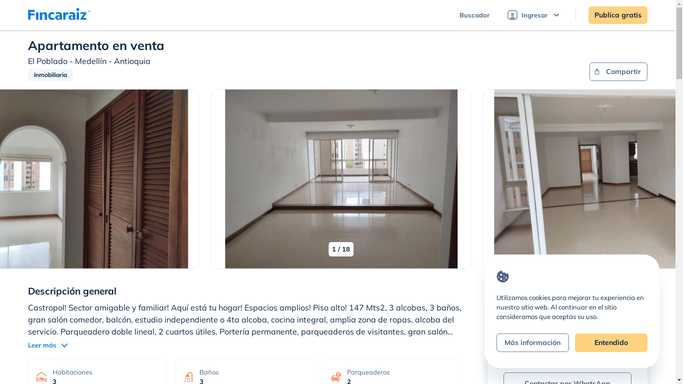 Fincaraiz
Buscador
Ingresar
Publica gratis
Apartamento en venta
El Poblado - Medellín - Antioquia
Inmobiliaria
Compartir
1 / 18
Descripción general
Castropol! Sector amigable y familiar! Aquí está tu hogar! Espacios amplios! Piso alto! 147 Mts2, 3 alcobas, 3 baños,
gran salón comedor, balcón, estudio independiente o 4ta alcoba, cocina integral, amplia zona de ropas, alcoba del
servicio. Parqueadero doble lineal, 2 cuartos útiles. Portería permanente, parqueaderos de visitantes, gran salón...
Leer más
Habitaciones
3
Baños
3
Parqueaderos
2
Utilizamos cookies para mejorar tu experiencia en
nuestro sitio web. Al continuar en el sitio
consideramos que aceptas su uso.
Más información
Entendido
Contactar por WhatsApp